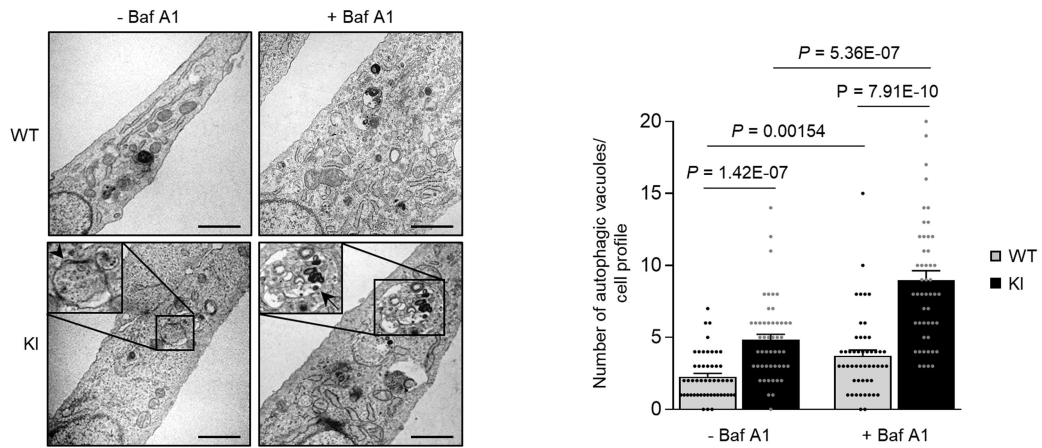 - Baf A1
+ Baf A1
WT
KI
P = 5.36E-07
P = 7.91E-10
P = 0.00154
P = 1.42E-07
Number of autophagic vacuoles/
cell profile
20
15
10
5
0
- Baf A1
+ Baf A1
WT
KI